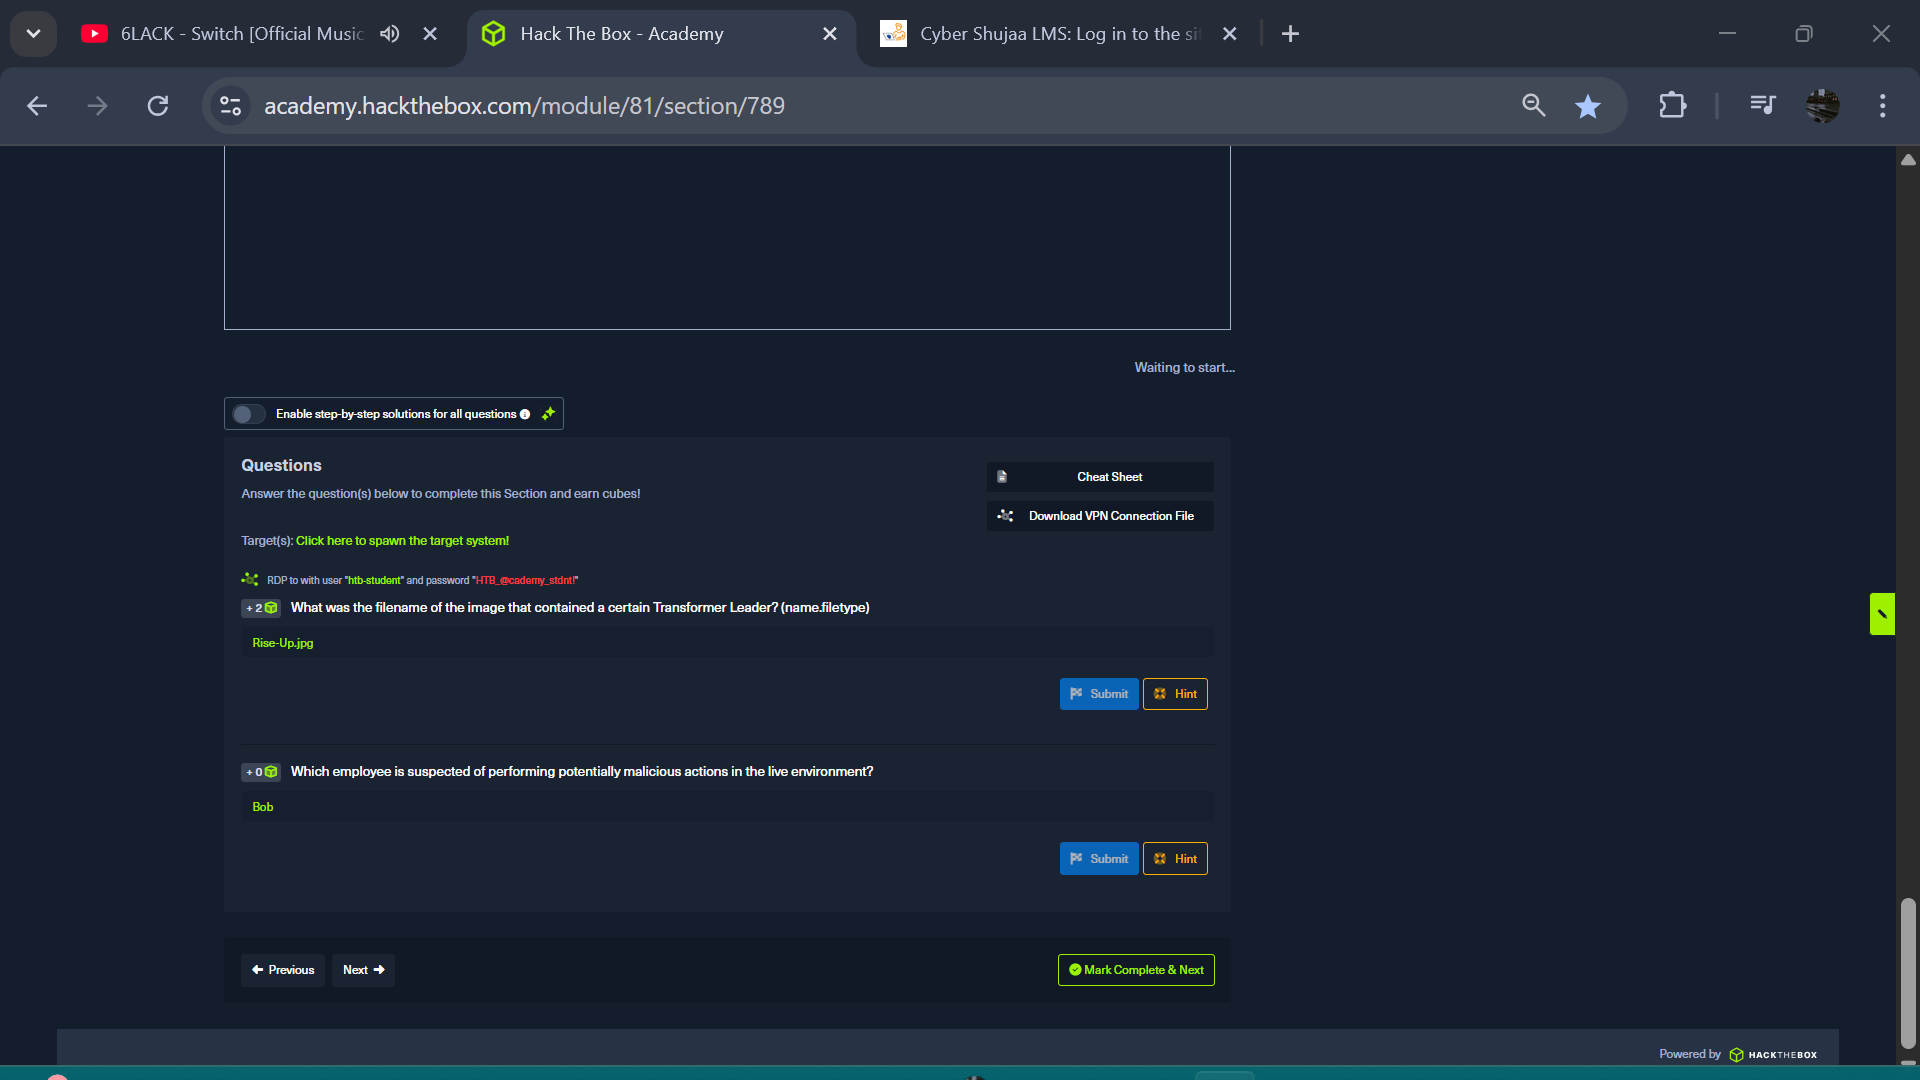 6LACK - Switch [Official Music
Hack The Box - Academy
Cyber Shujaa LMS: Log in to the sit
academy.hackthebox.com/module/81/section/789
Waiting to start...
Enable step-by-step solutions for all questions
Questions
Cheat Sheet
Answer the question(s) below to complete this Section and earn cubes!
Download VPN Connection File
Target(s): Click here to spawn the target system!
RDP to with user "htb-student" and password "HTB_@cademy_stdnt!"
+ 2 What was the filename of the image that contained a certain Transformer Leader? (name.filetype)
Rise-Up.jpg
Submit Hint
+ 0 Which employee is suspected of performing potentially malicious actions in the live environment?
Bob
Submit Hint
Previous Next Mark Complete & Next
Powered by HACKTHEBOX